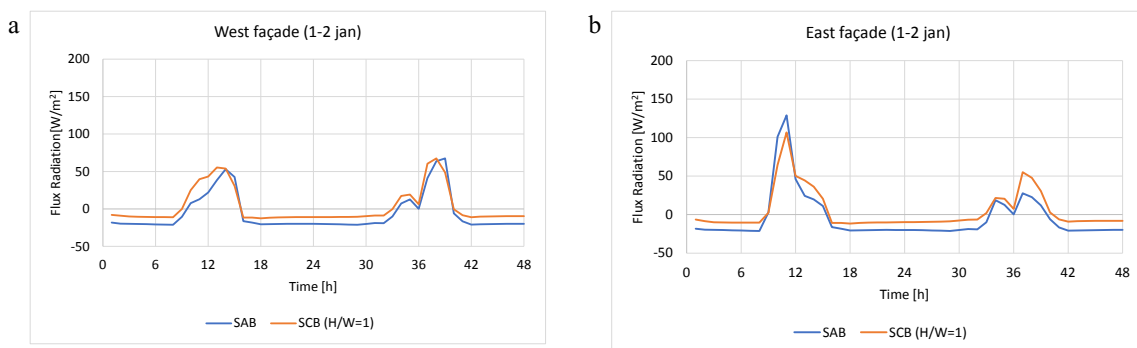 a
West façade (1-2 jan)
200
150
100
50
0
-50
0 6 12 18 24 30 36 42 48
Flux Radiation[W/m²]
Time [h]
SAB SCB (H/W=1)
b
East façade (1-2 jan)
200
150
100
50
0
-50
0 6 12 18 24 30 36 42 48
Flux Radiation [W/m²]
Time [h]
SAB SCB (H/W=1)